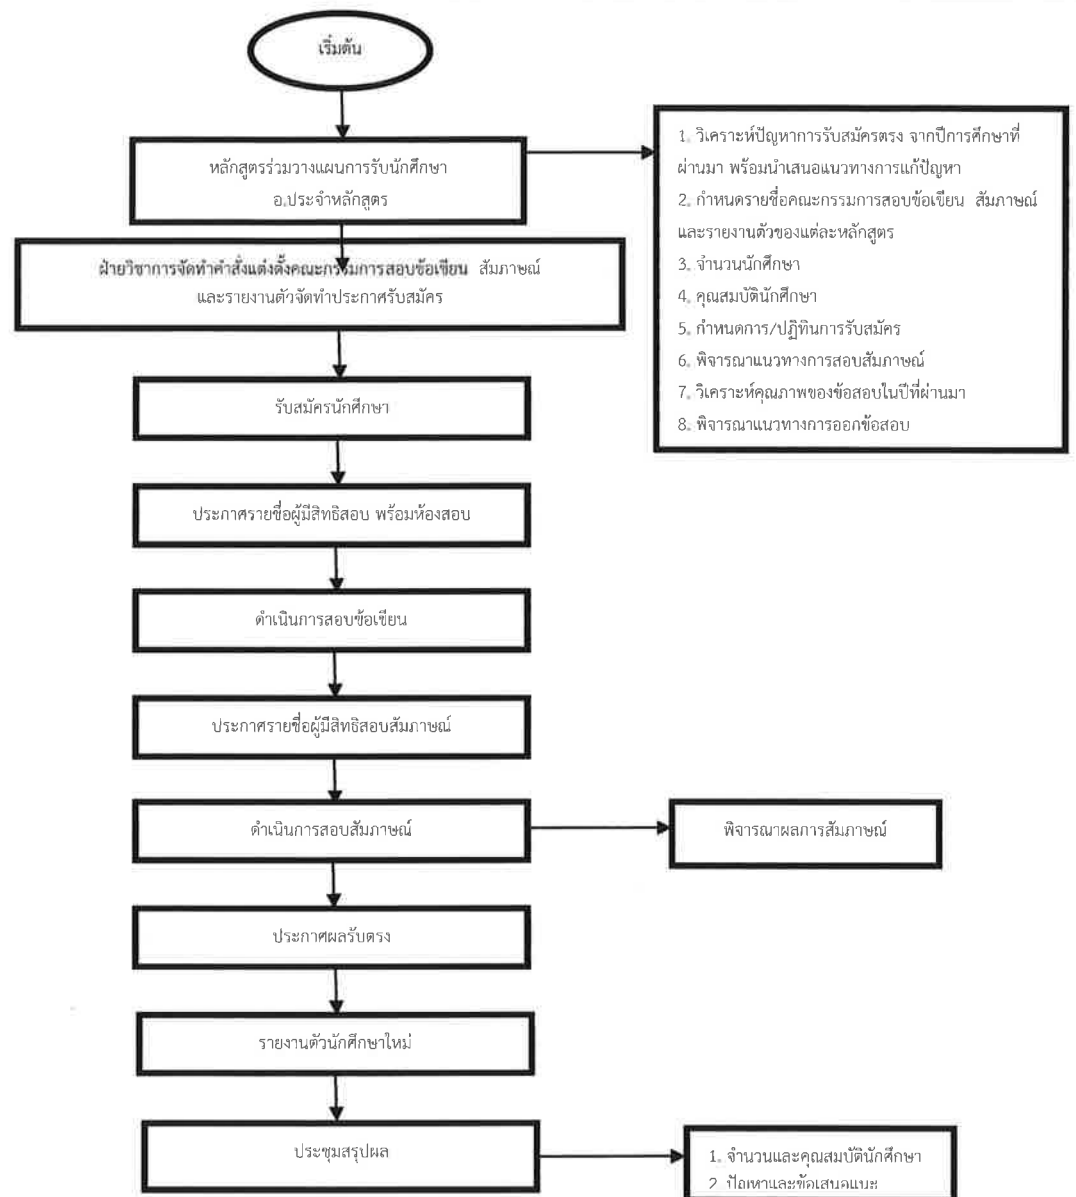 เริ่มต้น
หลักสูตรร่วมวางแผนการรับนักศึกษา
อ.ประจำหลักสูตร
1. วิเคราะห์ปัญหาการรับสมัครตรง จากปีการศึกษาที่
ผ่านมา พร้อมนำเสนอแนวทางการแก้ปัญหา
2. กำหนดรายชื่อคณะกรรมการสอบข้อเขียน สัมภาษณ์
และรายงานตัวของแต่ละหลักสูตร
3. จำนวนนักศึกษา
4. คุณสมบัตินักศึกษา
5. กำหนดการ/ปฏิทินการรับสมัคร
6. พิจารณาแนวทางการสอบสัมภาษณ์
7. วิเคราะห์คุณภาพของข้อสอบในปีที่ผ่านมา
8. พิจารณาแนวทางการออกข้อสอบ
ฝ่ายวิชาการจัดทำคำสั่งแต่งตั้งคณะกรรมการสอบข้อเขียน สัมภาษณ์
และรายงานตัวจัดทำประกาศรับสมัคร
รับสมัครนักศึกษา
ประกาศรายชื่อผู้มีสิทธิสอบ พร้อมห้องสอบ
ดำเนินการสอบข้อเขียน
ประกาศรายชื่อผู้มีสิทธิสอบสัมภาษณ์
ดำเนินการสอบสัมภาษณ์
พิจารณาผลการสัมภาษณ์
ประกาศผลรับตรง
รายงานตัวนักศึกษาใหม่
ประชุมสรุปผล
1. จำนวนและคุณสมบัตินักศึกษา
2. ปัญหาและข้อเสนอแนะ